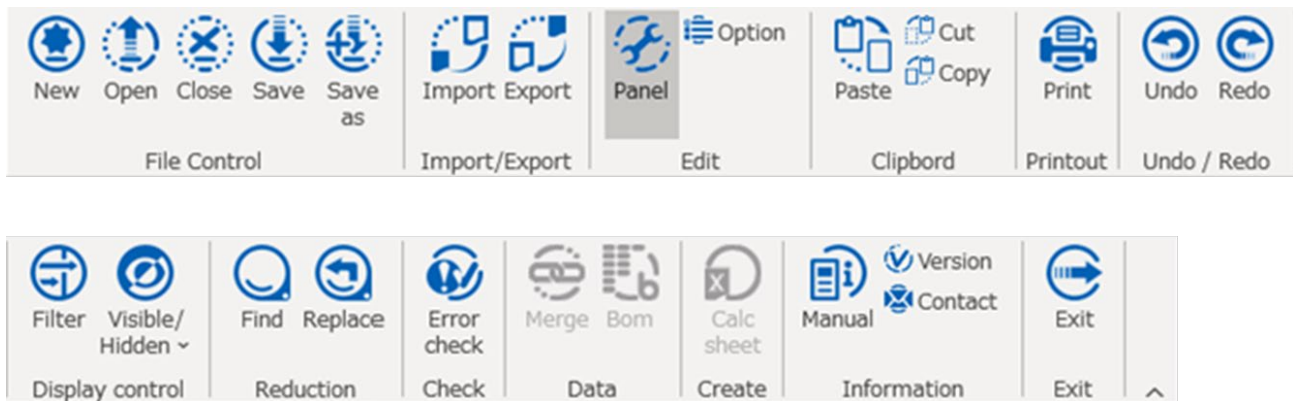 New Open Close Save Save as
Import Export
Panel Option
Paste Cut Copy
Print
Undo Redo
File Control Import/Export Edit Clipbord Printout Undo / Redo
Filter Visible/ Hidden
Find Replace
Error check
Merge Bom
Calc sheet
Manual Version Contact
Exit
Display control Reduction Check Data Create Information Exit